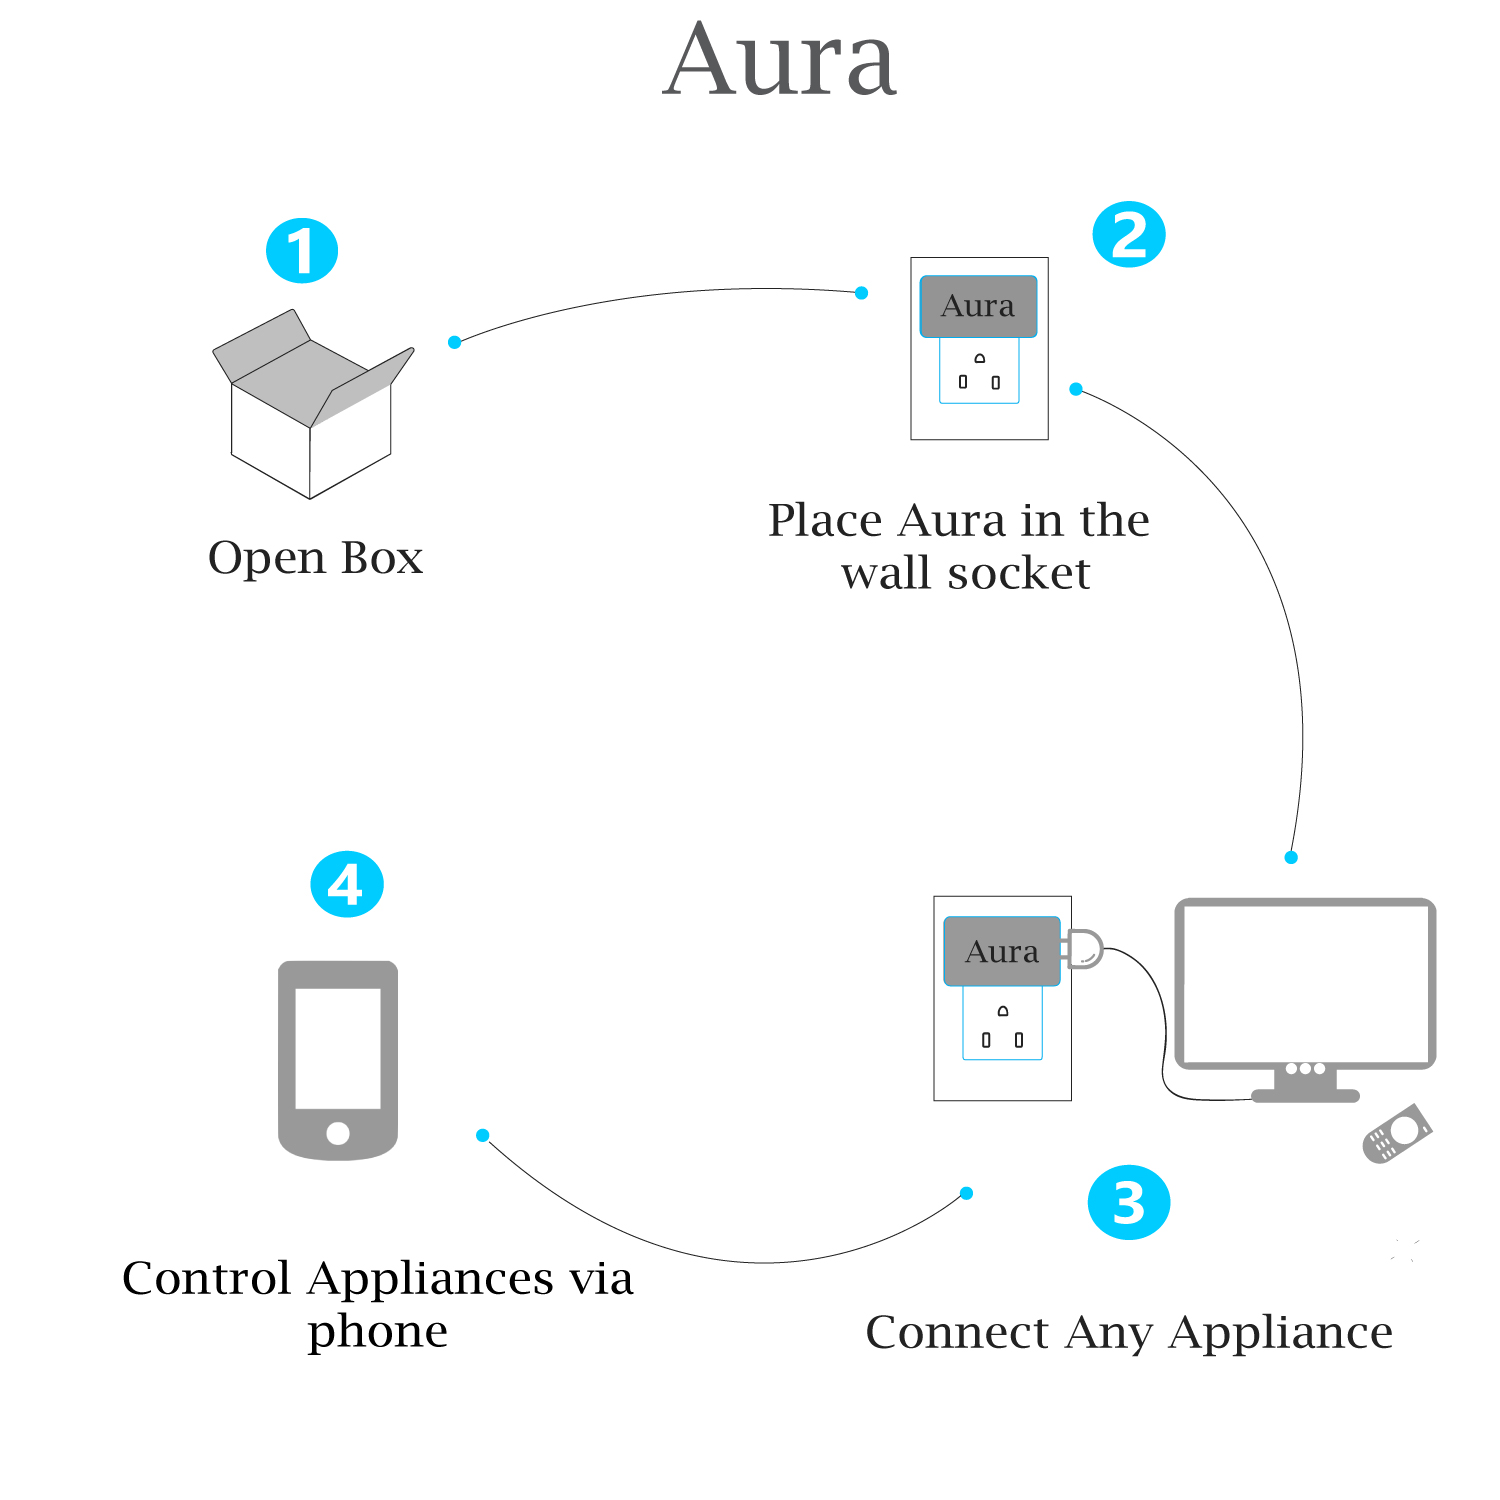 Aura
1
2
Aura
Open Box
Place Aura in the
wall socket
4
Aura
3
Control Appliances via
phone
Connect Any Appliance